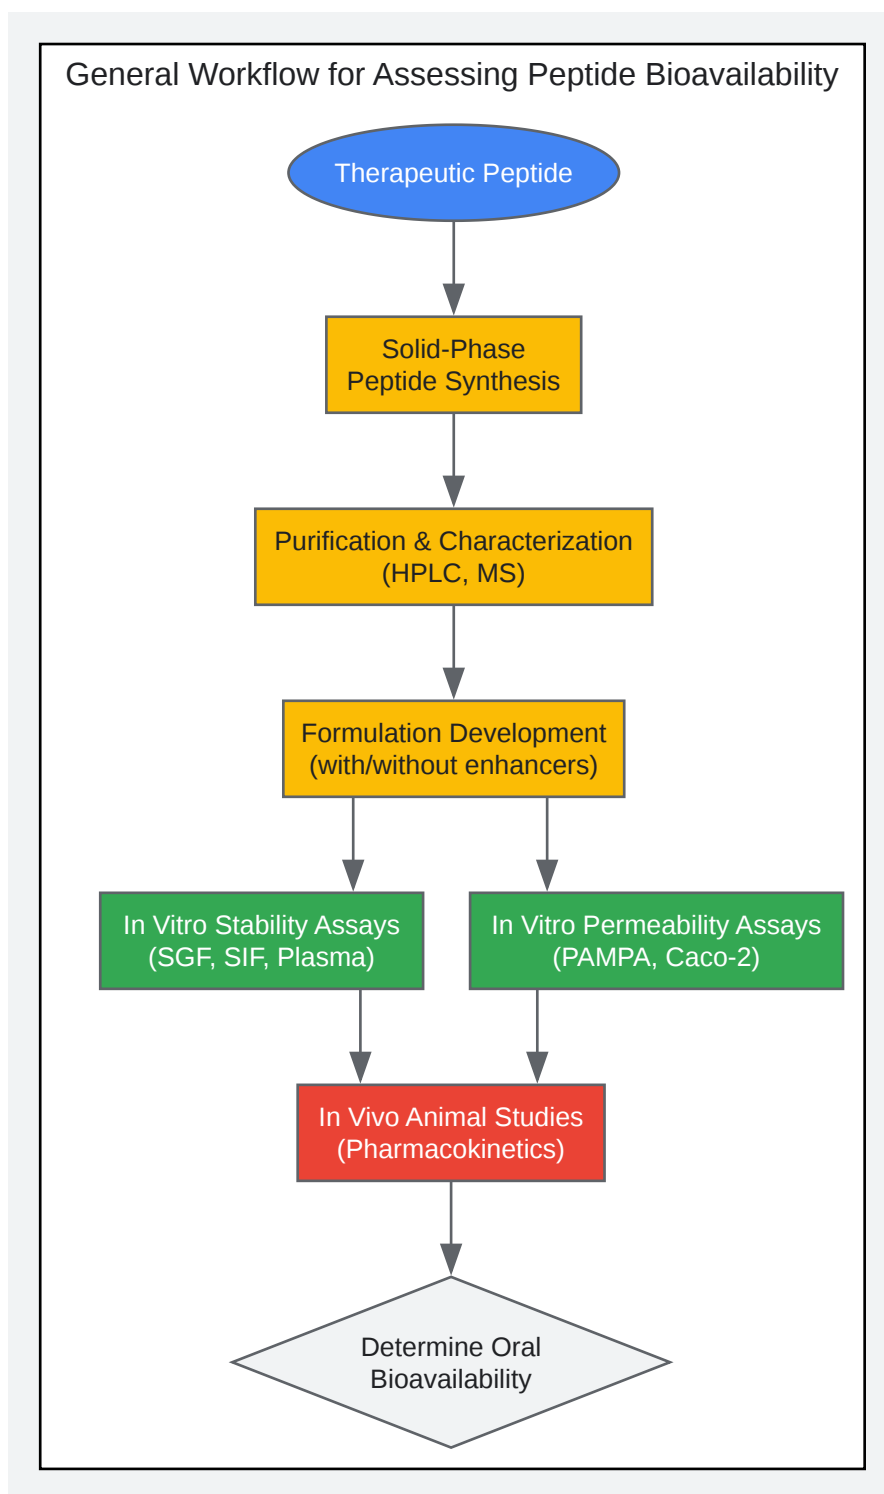 General Workflow for Assessing Peptide Bioavailability
Therapeutic Peptide
Solid-Phase
Peptide Synthesis
Purification & Characterization
(HPLC, MS)
Formulation Development
(with/without enhancers)
In Vitro Stability Assays
(SGF, SIF, Plasma)
In Vitro Permeability Assays
(PAMPA, Caco-2)
In Vivo Animal Studies
(Pharmacokinetics)
Determine Oral
Bioavailability